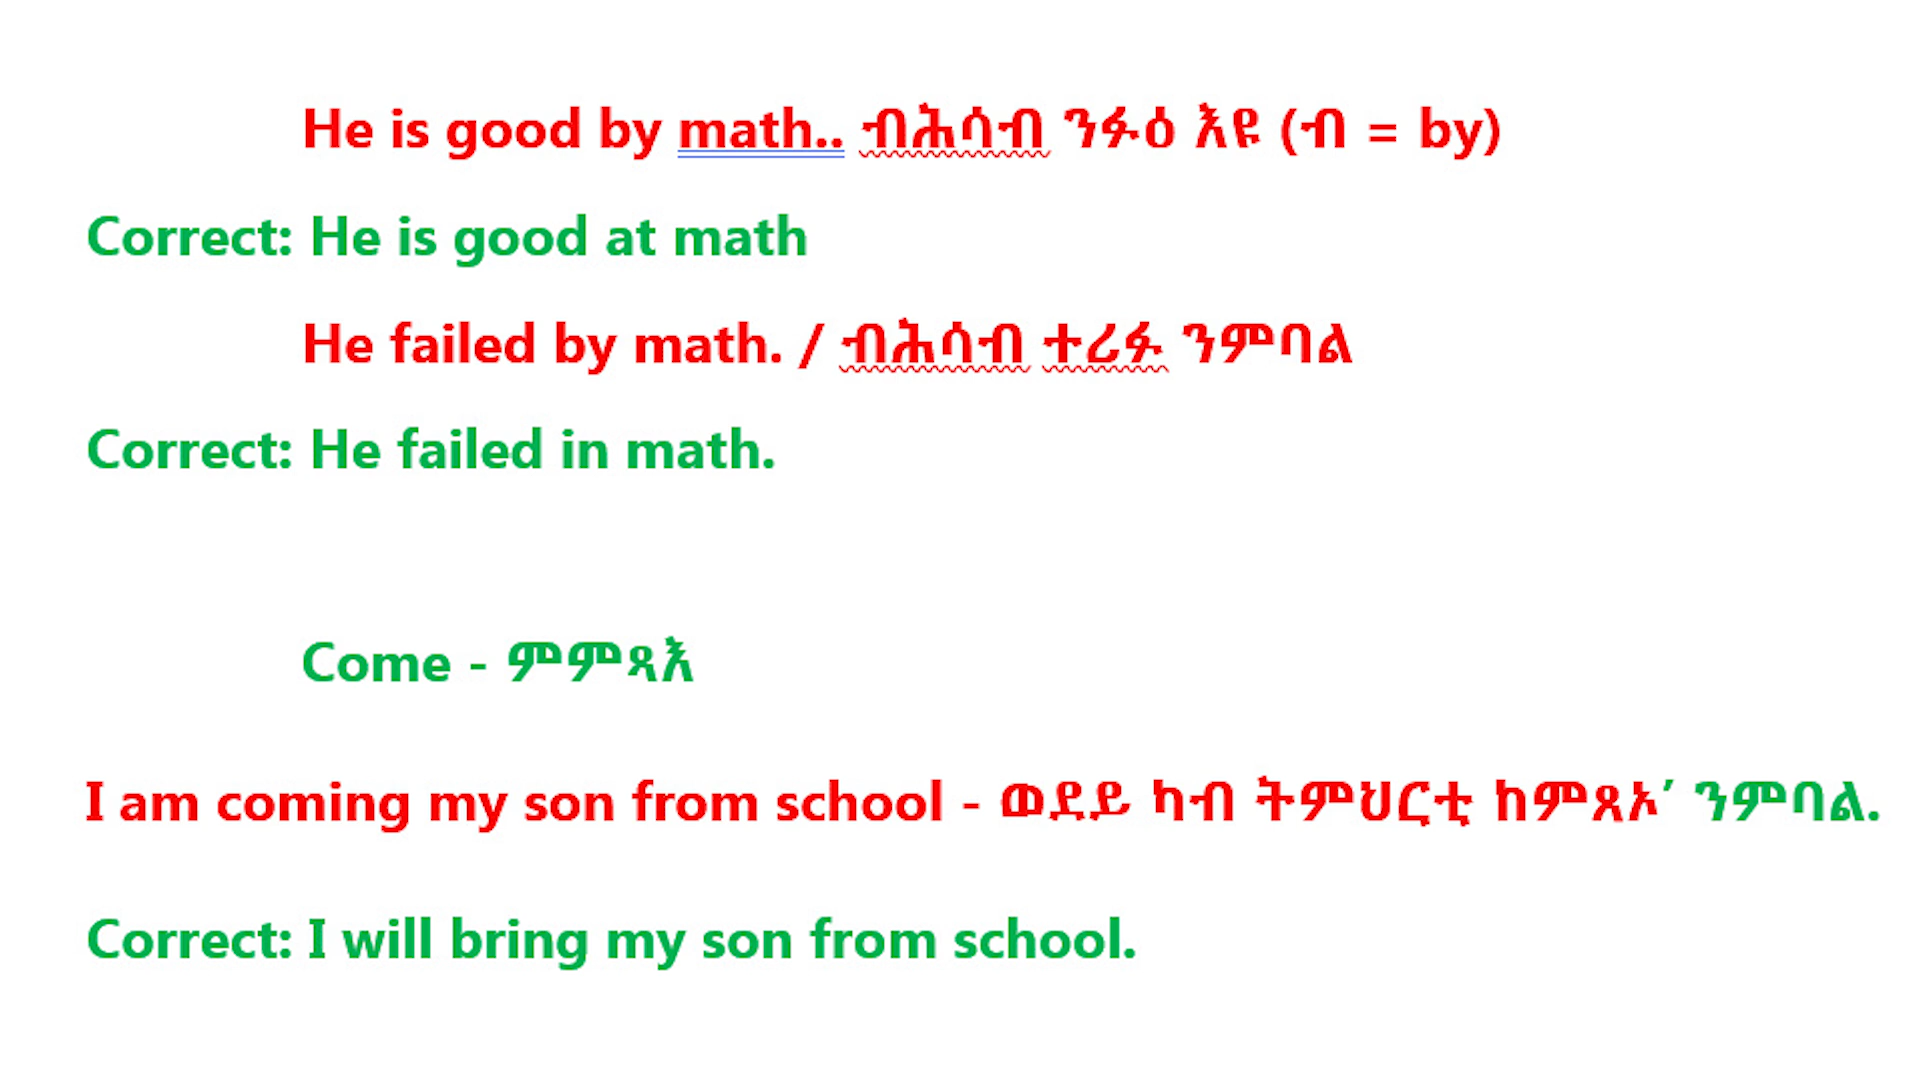 He is good by math.. ብሕሳብ ንፉዕ እዩ (ብ = by)
Correct: He is good at math
He failed by math. / ብሕሳብ ተሪፉ ንምባል
Correct: He failed in math.
Come - ምምጻእ
I am coming my son from school - ወደይ ካብ ትምህርቲ ከምጸኦ’ ንምባል.
Correct: I will bring my son from school.